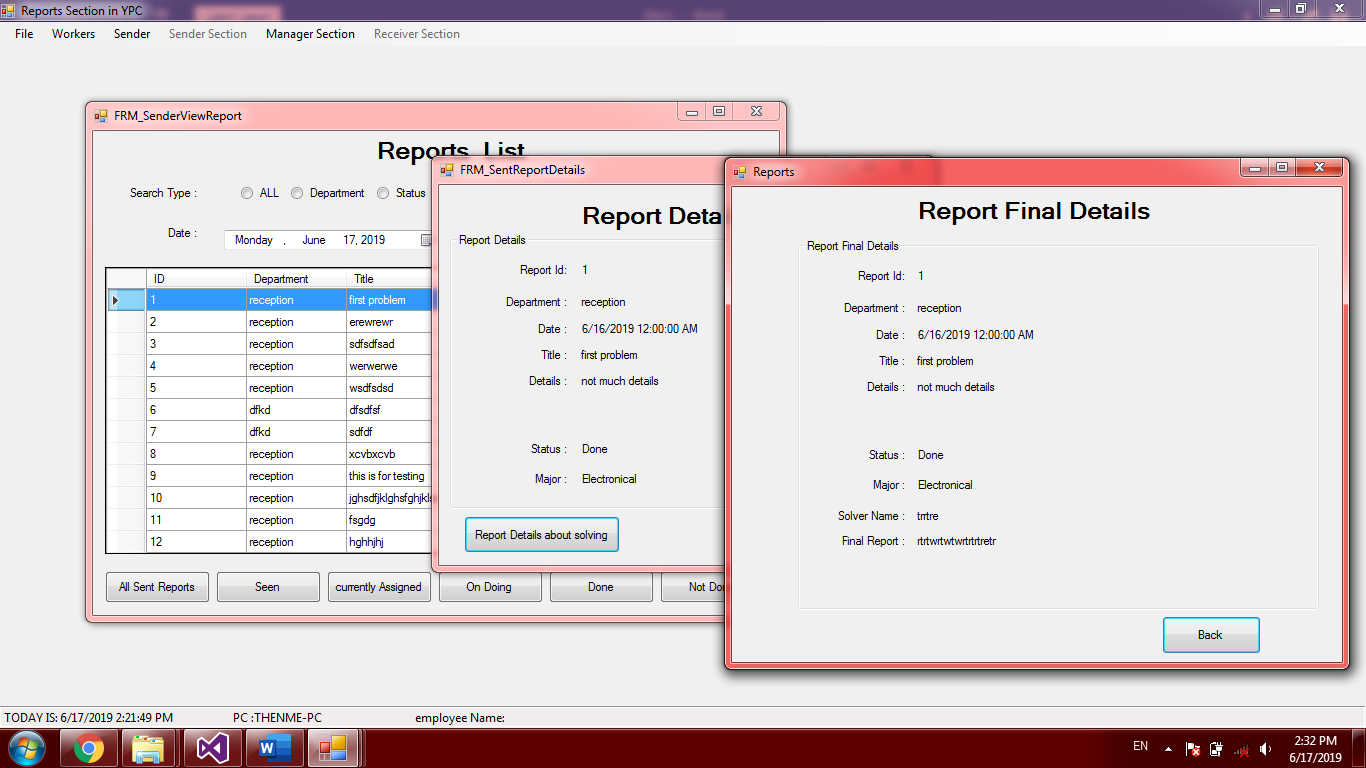 Reports Section in YPC
File Workers Sender Sender Section Manager Section Receiver Section
FRM_SenderViewReport
Reports List
Search Type : ALL Department Status
Date : Monday , June 17, 2019
ID Department Title
1 reception first problem
2 reception erewrewr
3 reception sdfsdfsad
4 reception werwerwe
5 reception wsdfsdsd
6 dfkd dfsdfsf
7 dfkd sdfdf
8 reception xcvbxcvb
9 reception this is for testing
10 reception
11 reception fsgdg
12 reception hghhjhj
All Sent Reports Seen currently Assigned On Doing Done Not
FRM_SentReportDetails
Report
Report Details
Report Id: 1
Department : reception
Date : 6/16/2019 12:00:00 AM
Title : first problem
Details : not much details
Status : Done
Major : Electronical
Report Details about solving
Reports
Report Final Details
Report Final Details
Report Id: 1
Department : reception
Date : 6/16/2019 12:00:00 AM
Title : first problem
Details : not much details
Status : Done
Major : Electronical
Solver Name : trrtre
Final Report : rtrtwrtwtwrtrtrtretr
Back
TODAY IS: 6/17/2019 2:21:49 PM PC :THENME-PC employee Name:
EN 2:32 PM
6/17/2019